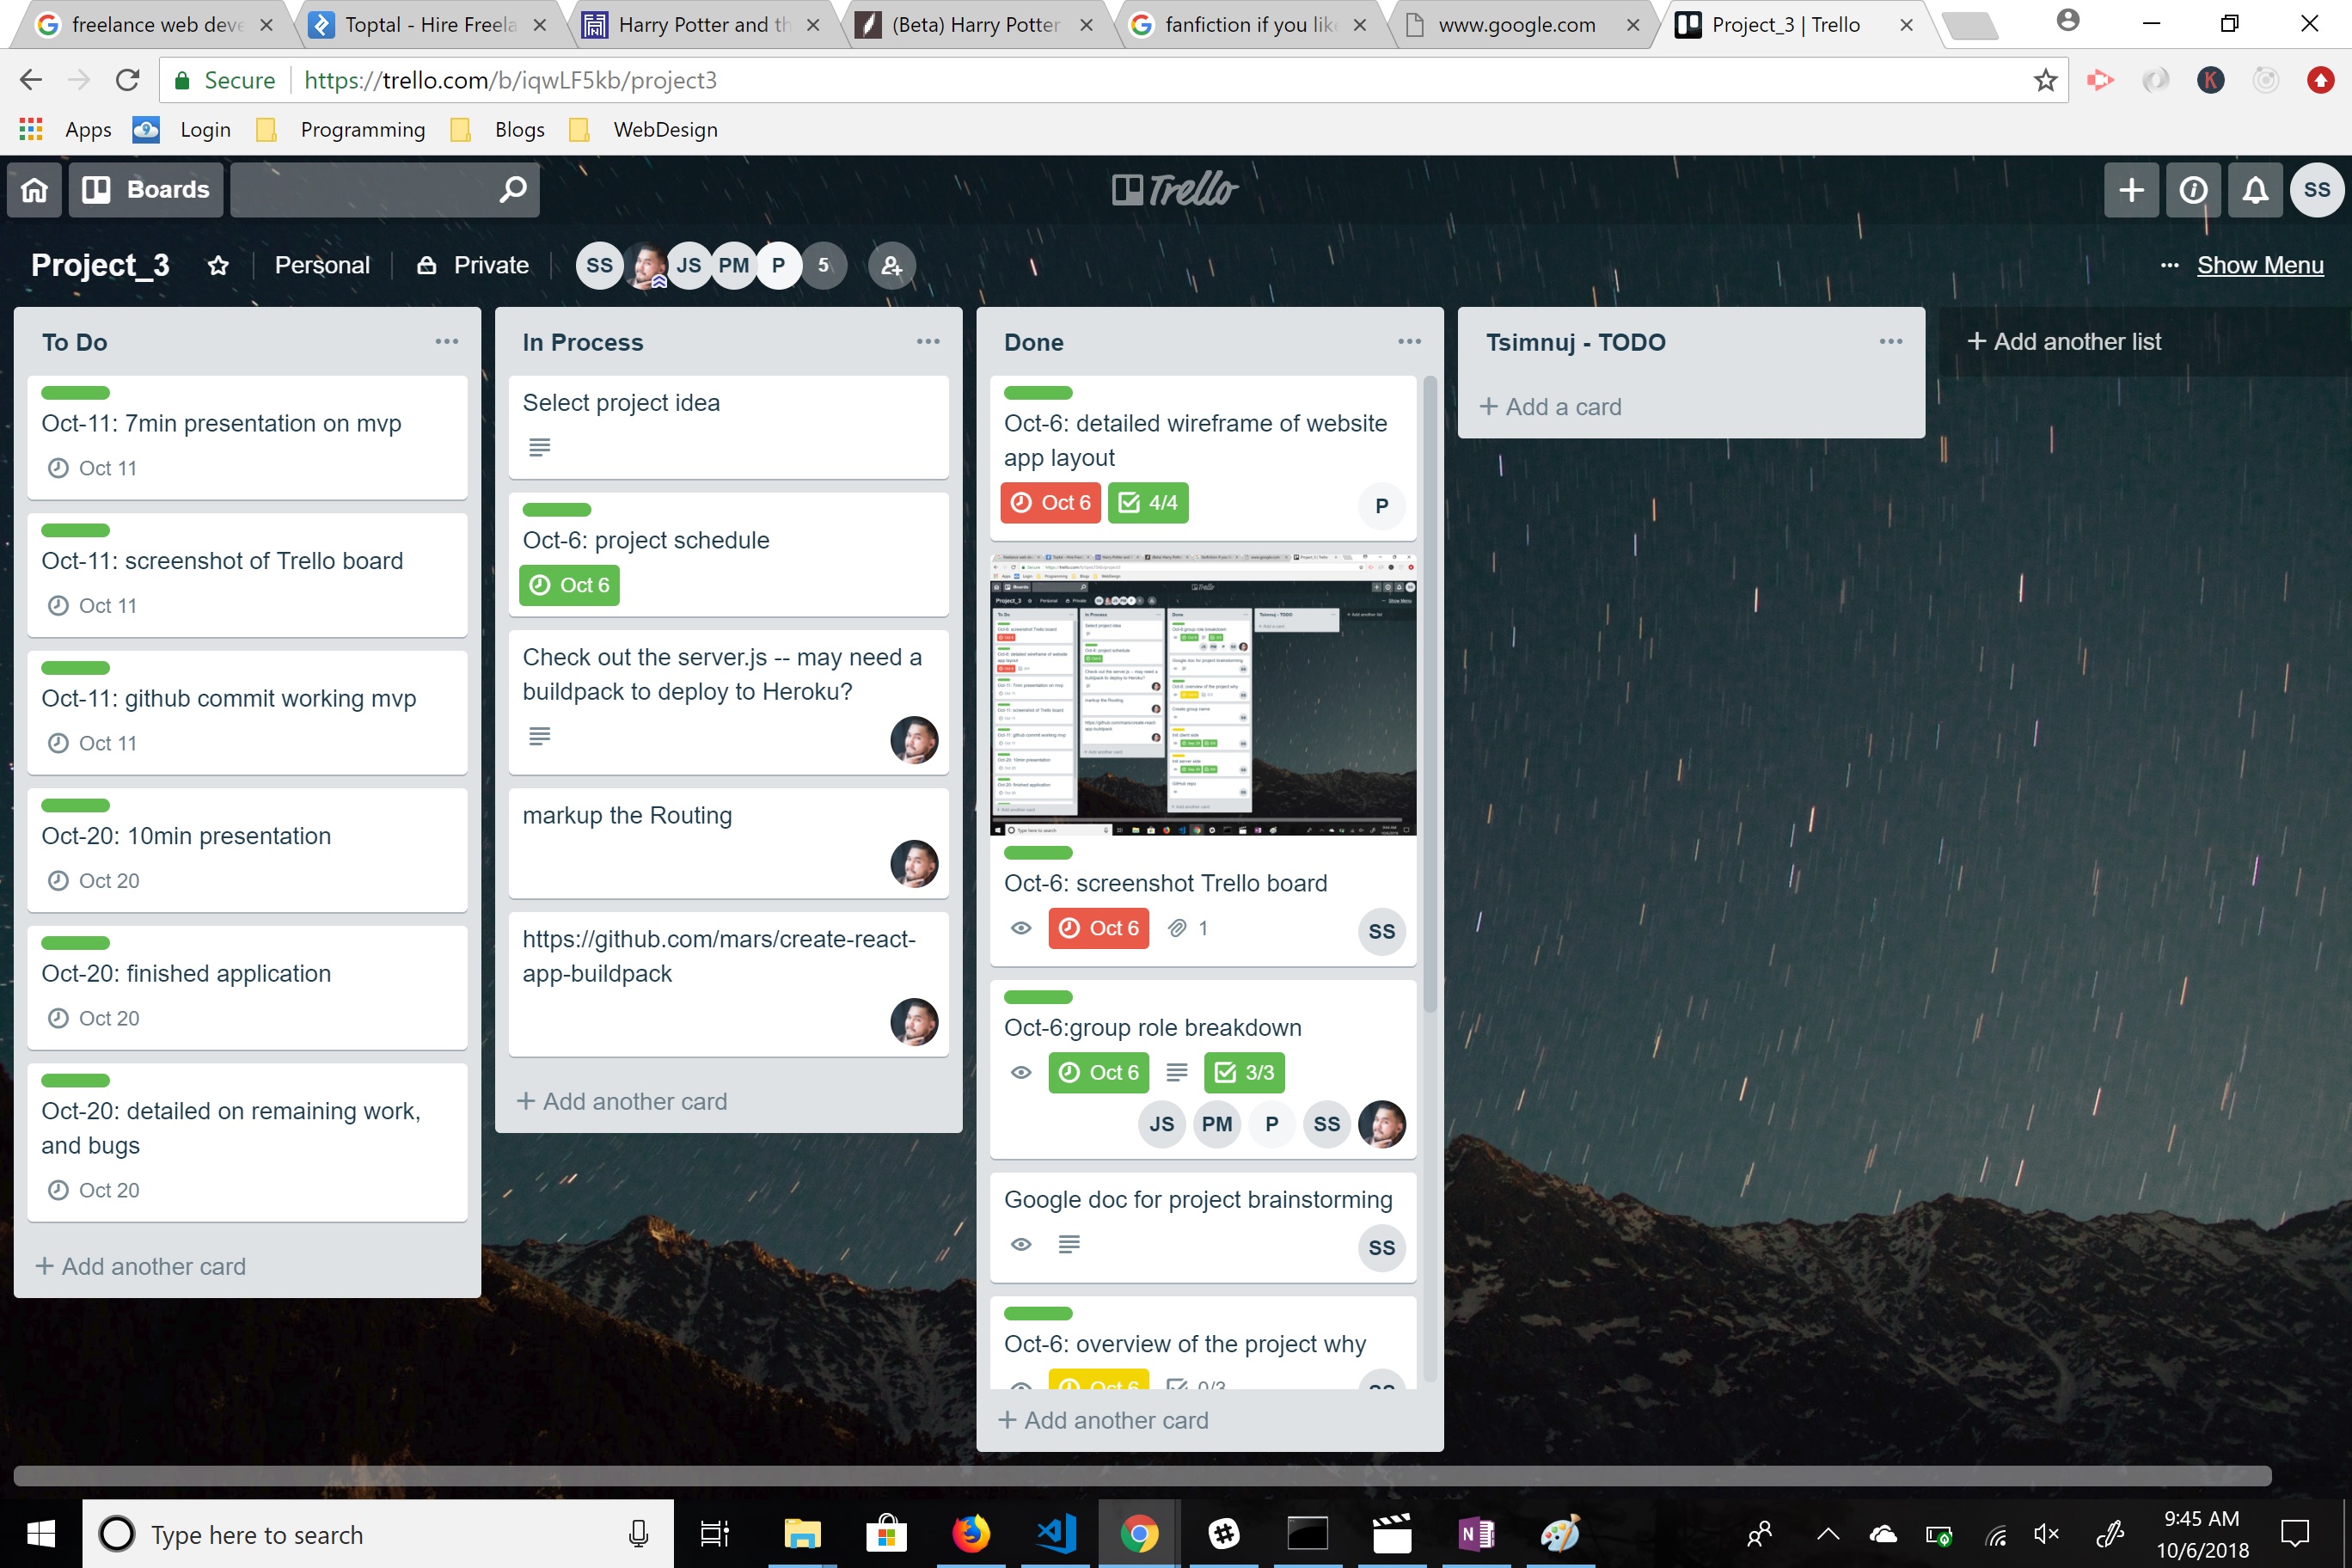 freelance web deve
Toptal - Hire Freela
Harry Potter and th
(Beta) Harry Potter
fanfiction if you like
www.google.com
Project_3 | Trello
Secure
https://trello.com/b/iqwLF5kb/project3
Apps
Login
Programming
Blogs
WebDesign
Boards
Trello
SS
Project_3
Personal
Private
SS
JS
PM
P
5
Show Menu
To Do
Oct-11: 7min presentation on mvp
Oct 11
Oct-11: screenshot of Trello board
Oct 11
Oct-11: github commit working mvp
Oct 11
Oct-20: 10min presentation
Oct 20
Oct-20: finished application
Oct 20
Oct-20: detailed on remaining work,
and bugs
Oct 20
+ Add another card
In Process
Select project idea
Oct-6: project schedule
Oct 6
Check out the server.js -- may need a
buildpack to deploy to Heroku?
markup the Routing
https://github.com/mars/create-react-
app-buildpack
+ Add another card
Done
Oct-6: detailed wireframe of website
app layout
Oct 6
4/4
P
Oct-6: screenshot Trello board
Oct 6
1
SS
Oct-6:group role breakdown
Oct 6
3/3
JS
PM
P
SS
Google doc for project brainstorming
SS
Oct-6: overview of the project why
Oct 6
0/3
SS
+ Add another card
Tsimnuj - TODO
+ Add a card
+ Add another list
Type here to search
9:45 AM
10/6/2018